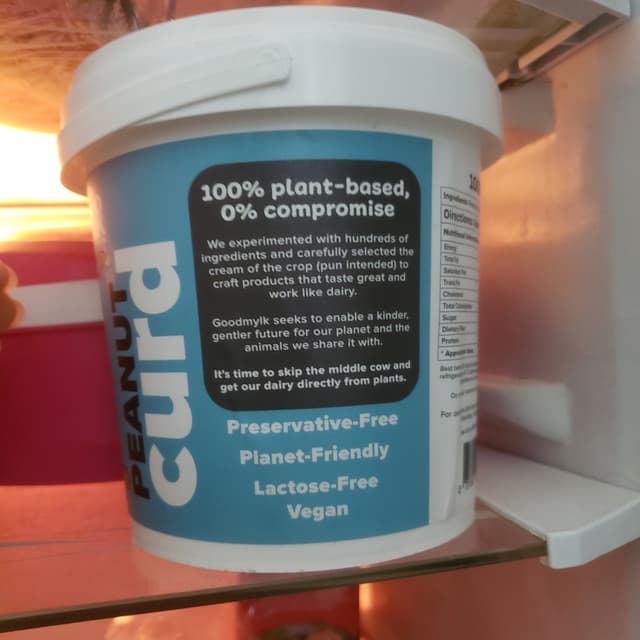 PEANUT
curd
100% plant-based,
0% compromise
We experimented with hundreds of
ingredients and carefully selected the
cream of the crop (pun intended) to
craft products that taste great and
work like dairy.
Goodmylk seeks to enable a kinder,
gentler future for our planet and the
animals we share it with.
It's time to skip the middle cow and
get our dairy directly from plants.
Preservative-Free
Planet-Friendly
Lactose-Free
Vegan
Ingredients:
Directions
Nutritional
Energy
Total Fat
Saturated Fat
Trans Fat
Cholesterol
Total
Sugar
Dietary
Protein
Best
For